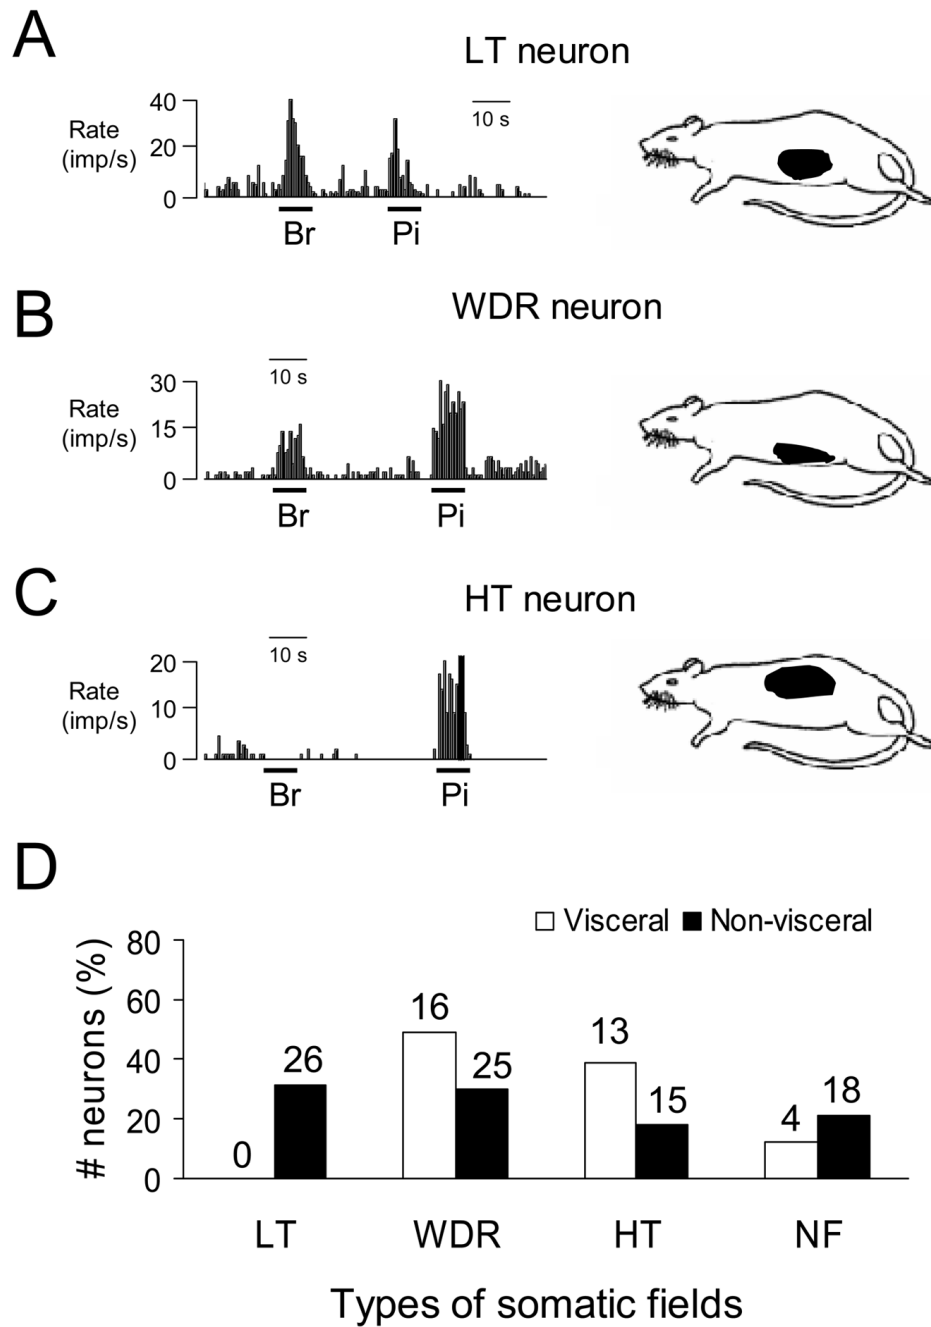 A
LT neuron
Rate
(imp/s)
40
20
0
10 s
Br
Pi
B
WDR neuron
Rate
(imp/s)
30
15
0
10 s
Br
Pi
C
HT neuron
Rate
(imp/s)
20
10
0
10 s
Br
Pi
D
Visceral Non-visceral
# neurons (%)
80
60
40
20
0
0
26
16
25
13
15
4
18
LT WDR HT NF
Types of somatic fields